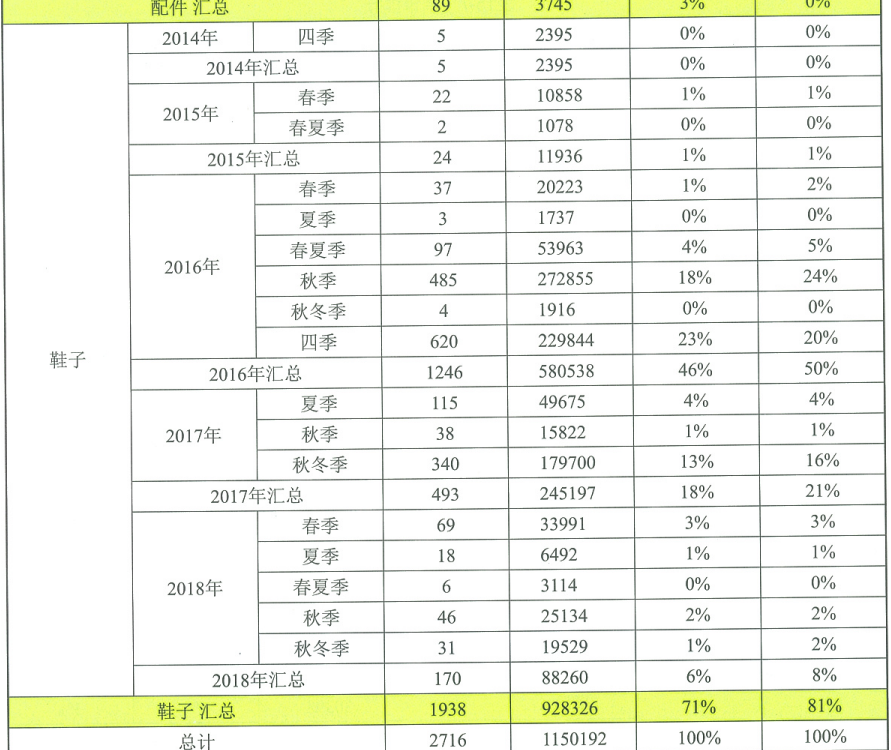 配件 汇总 89 3745 3% 0%
2014年 四季 5 2395 0% 0%
2014年汇总 5 2395 0% 0%
2015年 春季 22 10858 1% 1%
春夏季 2 1078 0% 0%
2015年汇总 24 11936 1% 1%
鞋子 2016年 春季 37 20223 1% 2%
夏季 3 1737 0% 0%
春夏季 97 53963 4% 5%
秋季 485 272855 18% 24%
秋冬季 4 1916 0% 0%
四季 620 229844 23% 20%
2016年汇总 1246 580538 46% 50%
2017年 夏季 115 49675 4% 4%
秋季 38 15822 1% 1%
秋冬季 340 179700 13% 16%
2017年汇总 493 245197 18% 21%
2018年 春季 69 33991 3% 3%
夏季 18 6492 1% 1%
春夏季 6 3114 0% 0%
秋季 46 25134 2% 2%
秋冬季 31 19529 1% 2%
2018年汇总 170 88260 6% 8%
鞋子 汇总 1938 928326 71% 81%
总计 2716 1150192 100% 100%